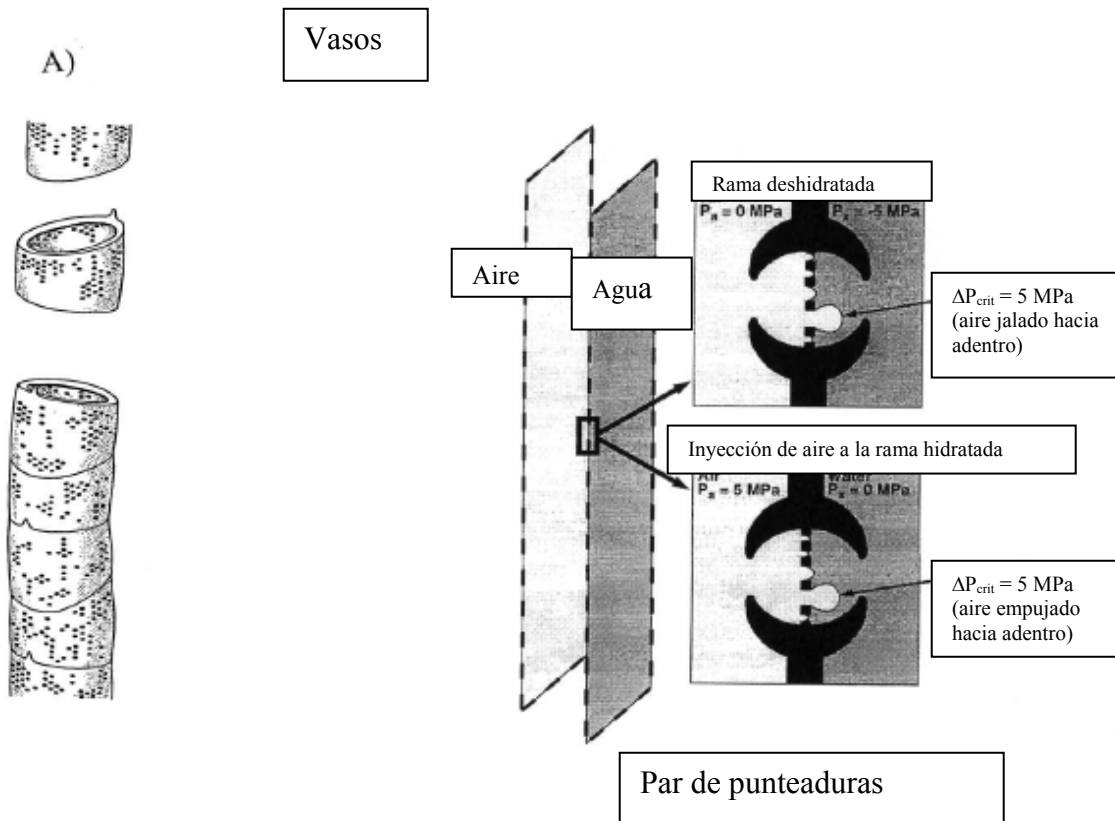 Vasos
A)
Rama deshidratada
Pₐ = 0 MPa
Pₓ = -5 MPa
Aire
Agua
ΔP_crit = 5 MPa
(aire jalado hacia
adentro)
Inyección de aire a la rama hidratada
Air
Water
Pₐ = 5 MPa
Pₓ = 0 MPa
ΔP_crit = 5 MPa
(aire empujado
hacia adentro)
Par de punteaduras